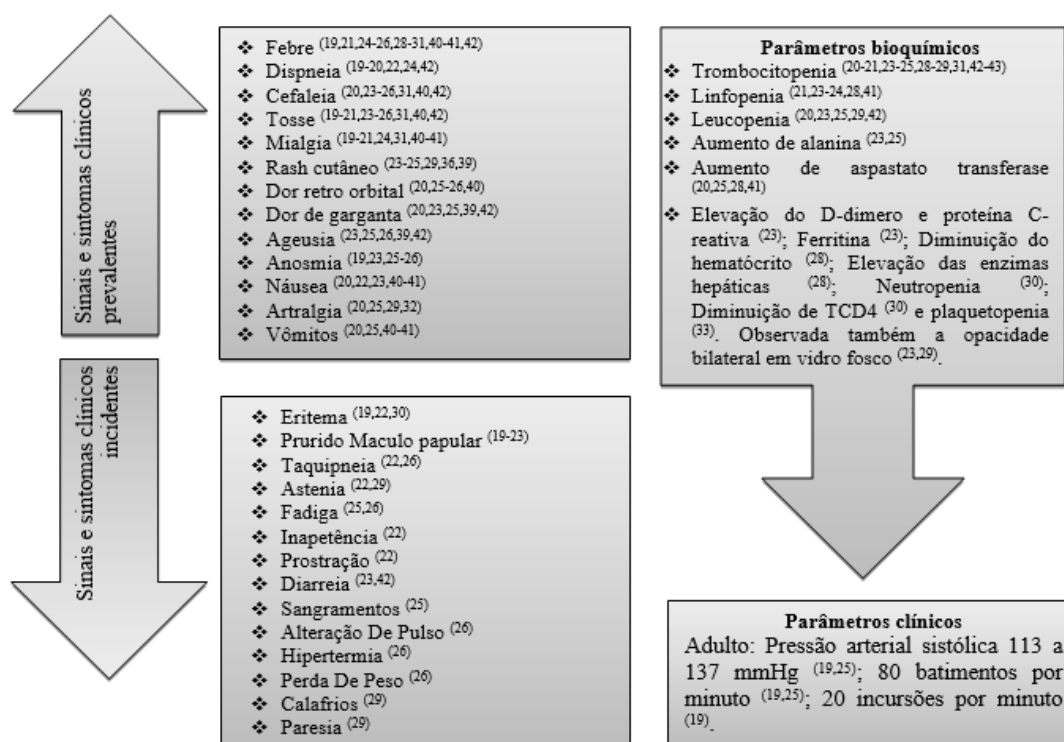 Sinais e sintomas clínicos
prevalentes
❖ Febre (19,21,24-26,28-31,40-41,42)
❖ Dispneia (19-20,22,24,42)
❖ Cefaleia (20,23-26,31,40,42)
❖ Tosse (19-21,23-26,31,40,42)
❖ Mialgia (19-21,24,31,40-41)
❖ Rash cutâneo (23-25,29,36,39)
❖ Dor retro orbital (20,25-26,40)
❖ Dor de garganta (20,23,25,39,42)
❖ Ageusia (23,25,26,39,42)
❖ Anosmia (19,23,25-26)
❖ Náusea (20,22,23,40-41)
❖ Artralgia (20,25,29,32)
❖ Vômitos (20,25,40-41)
Sinais e sintomas clínicos
incidentes
❖ Eritema (19,22,30)
❖ Prurido Maculo papular (19-23)
❖ Taquipneia (22,26)
❖ Astenia (22,29)
❖ Fadiga (25,26)
❖ Inapetência (22)
❖ Prostração (22)
❖ Diarreia (23,42)
❖ Sangramentos (25)
❖ Alteração De Pulso (26)
❖ Hipertermia (26)
❖ Perda De Peso (26)
❖ Calafrios (29)
❖ Paresia (29)
Parâmetros bioquímicos
❖ Trombocitopenia (20-21,23-25,28-29,31,42-43)
❖ Linfopenia (21,23-24,28,41)
❖ Leucopenia (20,23,25,29,42)
❖ Aumento de alanina (23,25)
❖ Aumento de aspastato transferase
(20,25,28,41)
❖ Elevação do D-dimero e proteína C-
reativa (23); Ferritina (23); Diminuição do
hematócrito (28); Elevação das enzimas
hepáticas (28); Neutropenia (30);
Diminuição de TCD4 (30) e plaquetopenia
(33). Observada também a opacidade
bilateral em vidro fosco (23,29).
Parâmetros clínicos
Adulto: Pressão arterial sistólica 113 a
137 mmHg (19,25); 80 batimentos por
minuto (19,25); 20 incursões por minuto
(19).